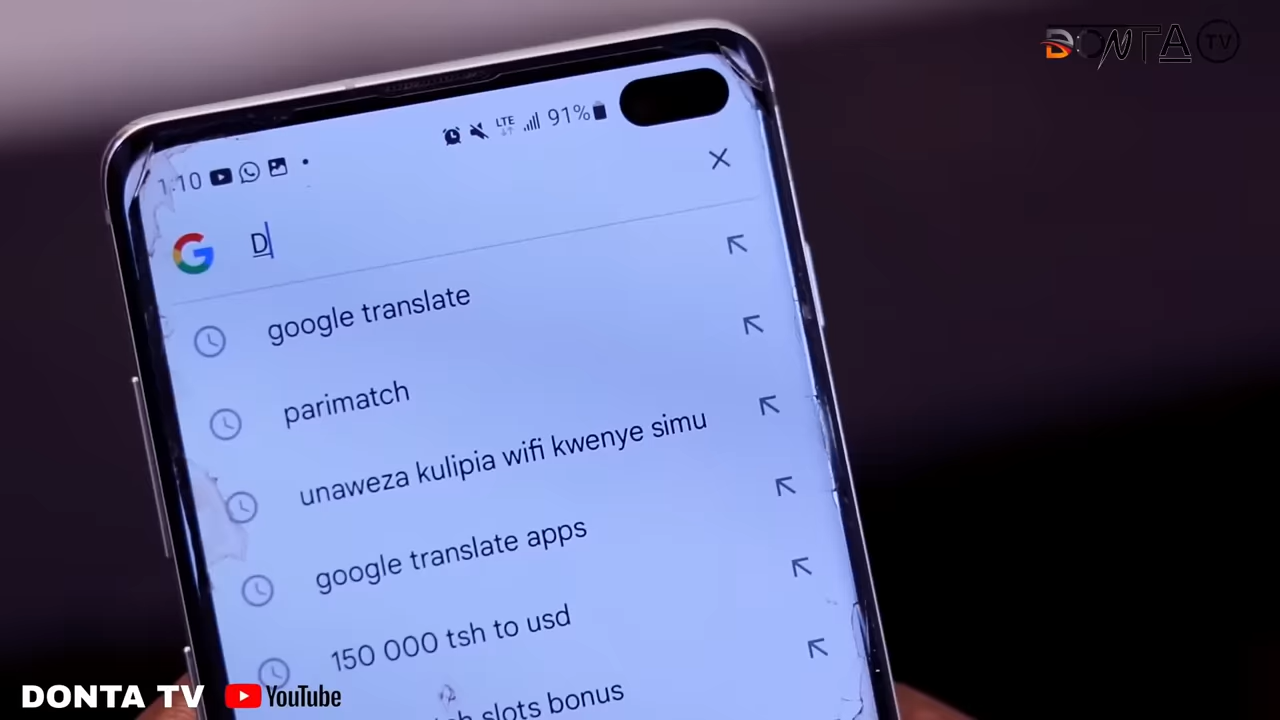 DONTA TV
LTE
91%
1:10
D
google translate
parimatch
unaweza kulipia wifi kwenye simu
google translate apps
150 000 tsh to usd
slots bonus
DONTA TV YouTube